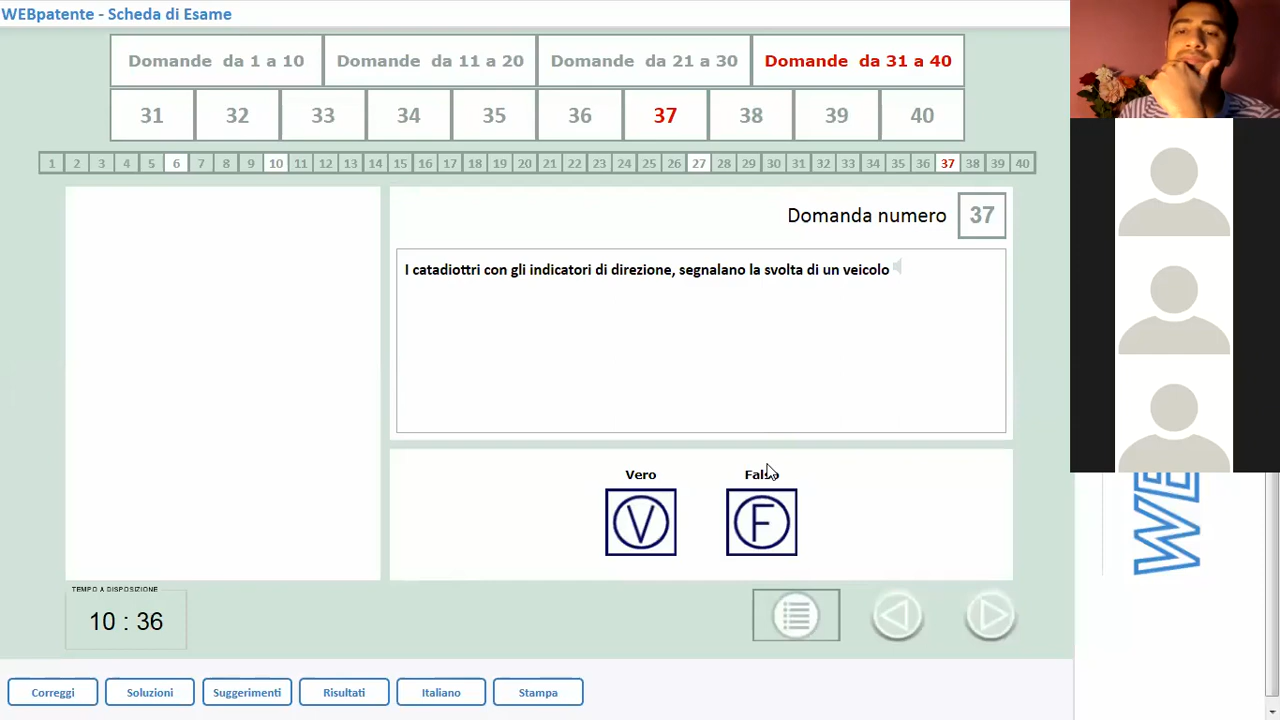 WEBpatente - Scheda di Esame
Domande da 1 a 10 Domande da 11 a 20 Domande da 21 a 30 Domande da 31 a 40
31 32 33 34 35 36 37 38 39 40
1 2 3 4 5 6 7 8 9 10 11 12 13 14 15 16 17 18 19 20 21 22 23 24 25 26 27 28 29 30 31 32 33 34 35 36 37 38 39 40
Domanda numero 37
I catadiottri con gli indicatori di direzione, segnalano la svolta di un veicolo
Vero Falso
V F
TEMPO A DISPOSIZIONE
10 : 36
Correggi Soluzioni Suggerimenti Risultati Italiano Stampa
WE